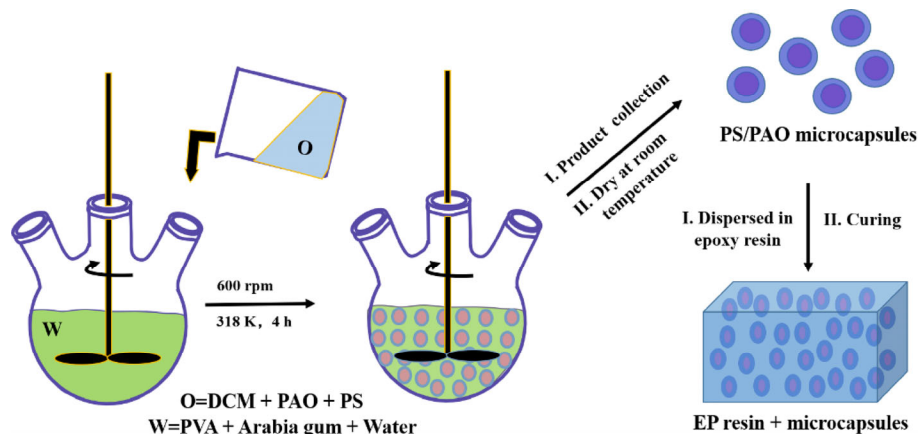 O
W
600 rpm
318 K, 4 h
O=DCM + PAO + PS
W=PVA + Arabia gum + Water
I. Product collection
II. Dry at room
temperature
PS/PAO microcapsules
I. Dispersed in
epoxy resin
II. Curing
EP resin + microcapsules